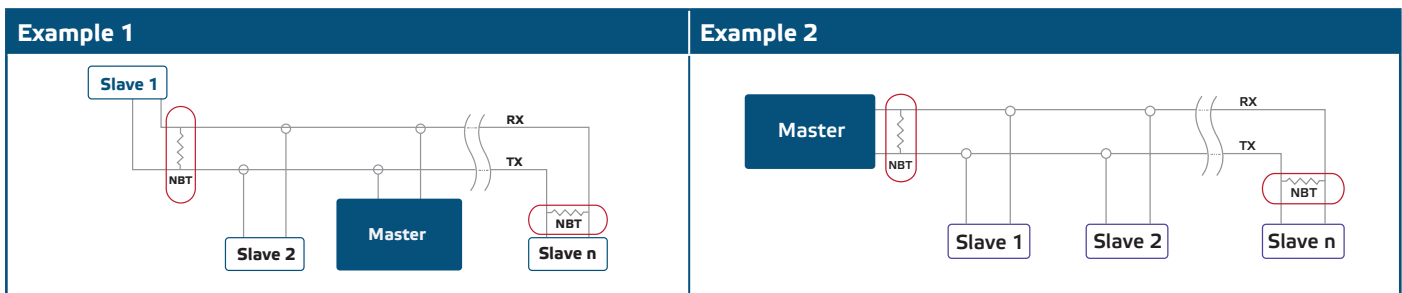 Example 1
Example 2
Slave 1
RX
TX
NBT
Slave 2
Master
NBT
Slave n
Master
RX
TX
NBT
NBT
Slave 1
Slave 2
Slave n